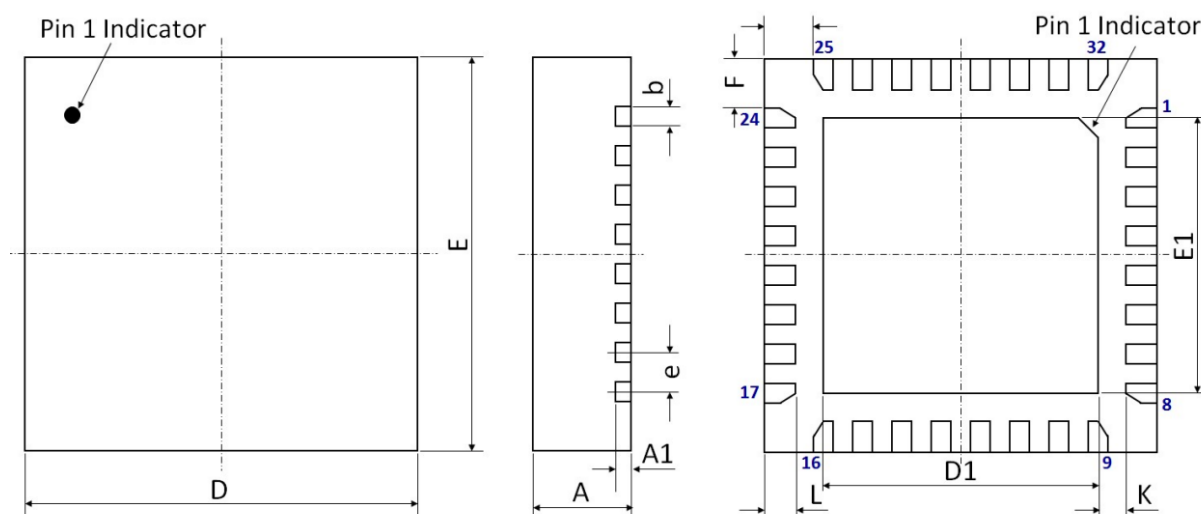 Pin 1 Indicator
E
D
b
e
A1
A
Pin 1 Indicator
25
32
F
24
1
E1
17
8
16
9
D1
L
K